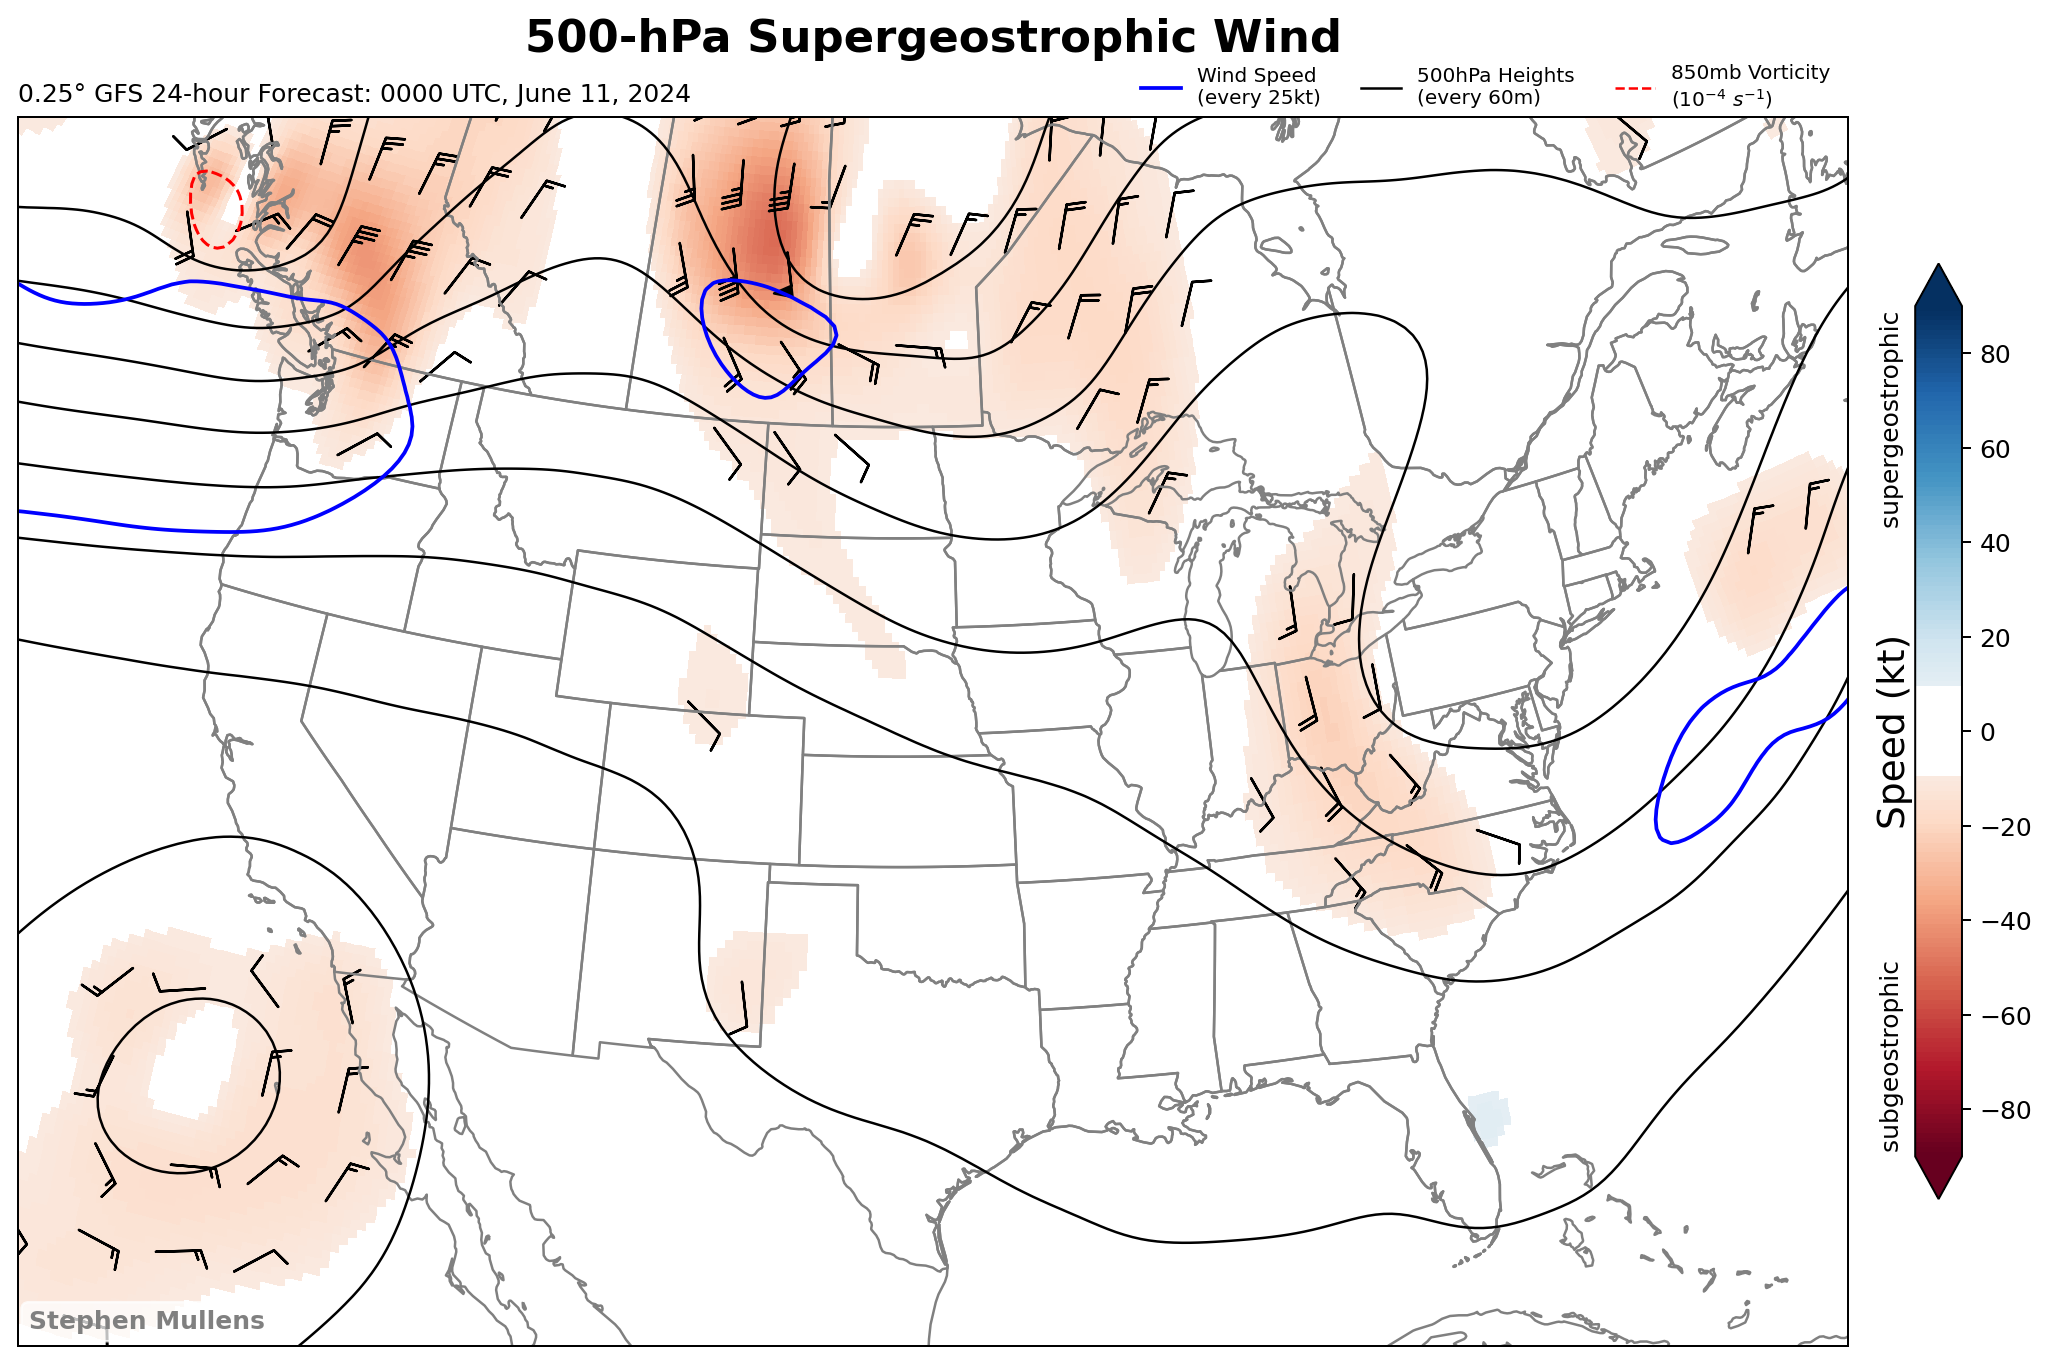 500-hPa Supergeostrophic Wind
0.25° GFS 24-hour Forecast: 0000 UTC, June 11, 2024
Wind Speed
(every 25kt)
500hPa Heights
(every 60m)
850mb Vorticity
(10⁻⁴ s⁻¹)
supergeostrophic
Speed (kt)
subgeostrophic
80
60
40
20
0
−20
−40
−60
−80
Stephen Mullens